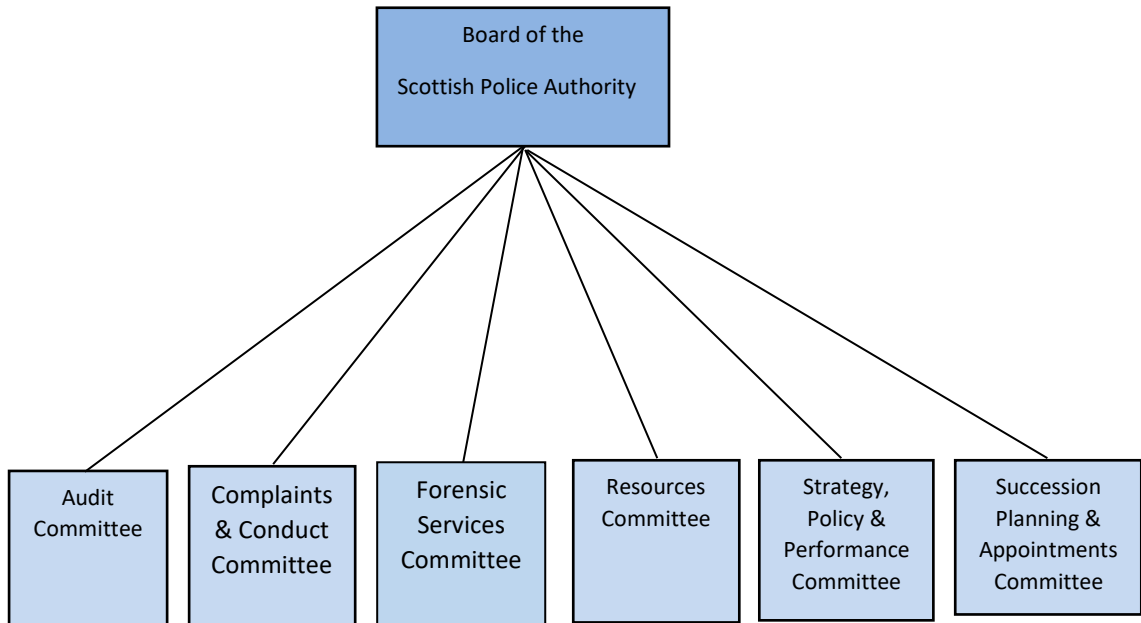 Board of the
Scottish Police Authority
Audit
Committee
Complaints
& Conduct
Committee
Forensic
Services
Committee
Resources
Committee
Strategy,
Policy &
Performance
Committee
Succession
Planning &
Appointments
Committee